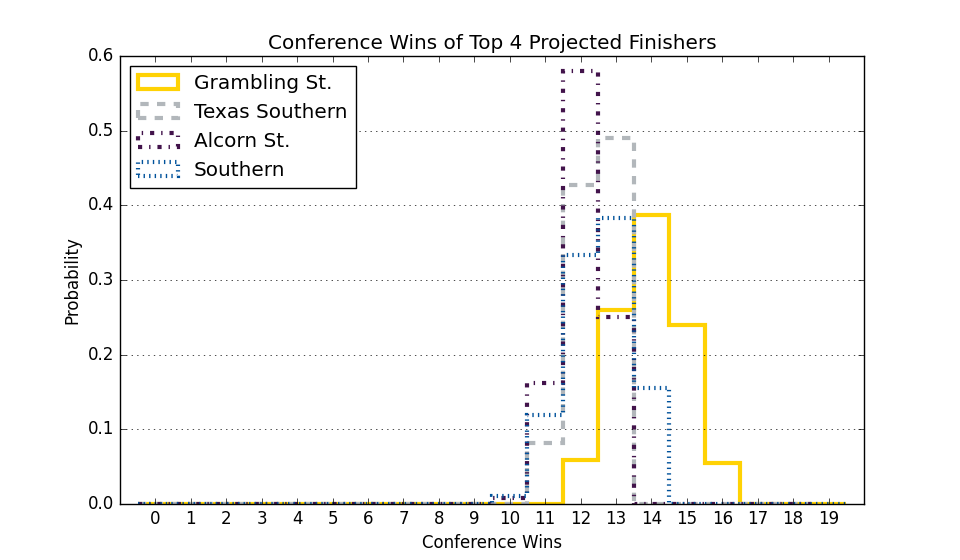 Conference Wins of Top 4 Projected Finishers
0.6
0.5
0.4
0.3
0.2
0.1
0.0
Probability
Grambling St.
Texas Southern
Alcorn St.
Southern
0 1 2 3 4 5 6 7 8 9 10 11 12 13 14 15 16 17 18 19
Conference Wins